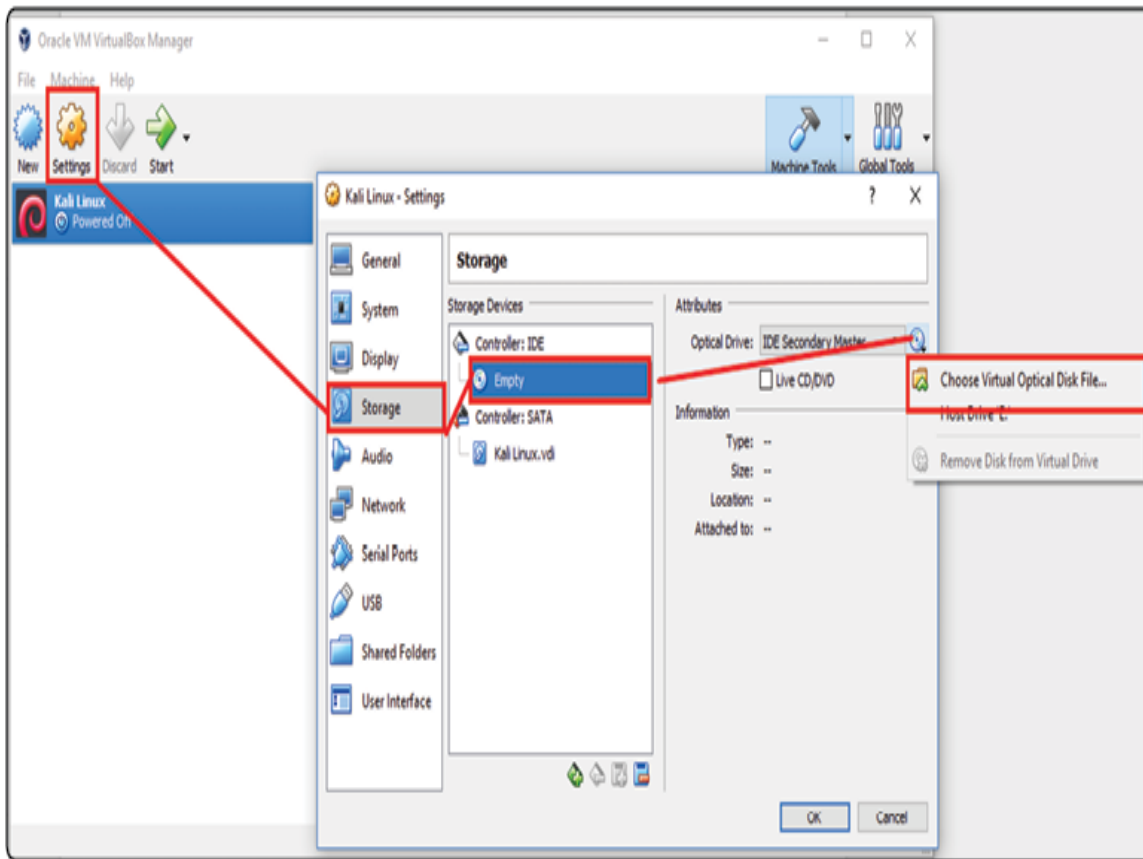 Oracle VM VirtualBox Manager
File Machine Help
New Settings Discard Start
Machine Tools Global Tools
Kali Linux
Powered Off
Kali Linux - Settings
?
General
System
Display
Storage
Audio
Network
Serial Ports
USB
Shared Folders
User Interface
Storage
Storage Devices
Controller: IDE
Empty
Controller: SATA
Kali Linux.vdi
Attributes
Optical Drive: IDE Secondary Master
Live CD/DVD
Information
Type: --
Size: --
Location: --
Attached to: --
Choose Virtual Optical Disk File...
Host Drive
Remove Disk from Virtual Drive
OK Cancel